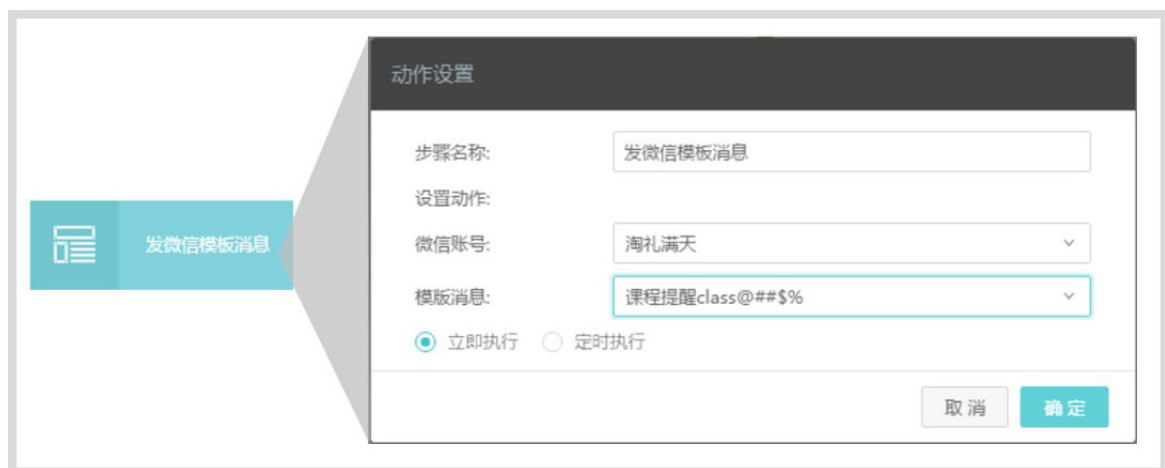 动作设置
步骤名称: 发微信模板消息
设置动作:
发微信模板消息
微信账号: 淘礼满天
模版消息: 课程提醒class@##$%
立即执行 定时执行
取消 确定